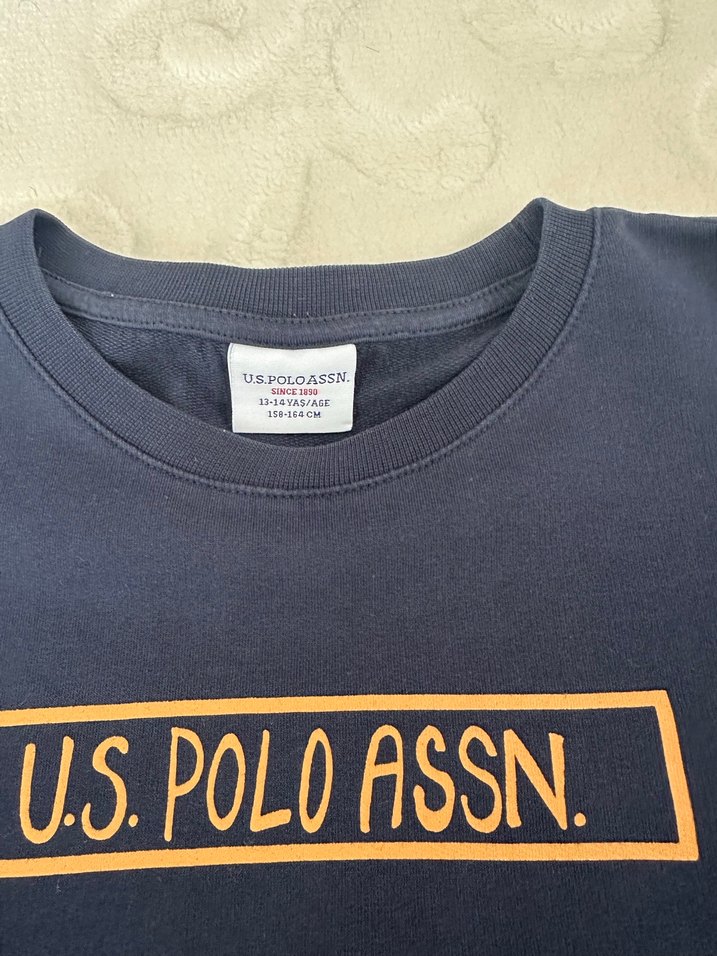 U.S. POLO ASSN.
SINCE 1890
13-14 YAŞ/AGE
158-164 CM
U.S. POLO ASSN.